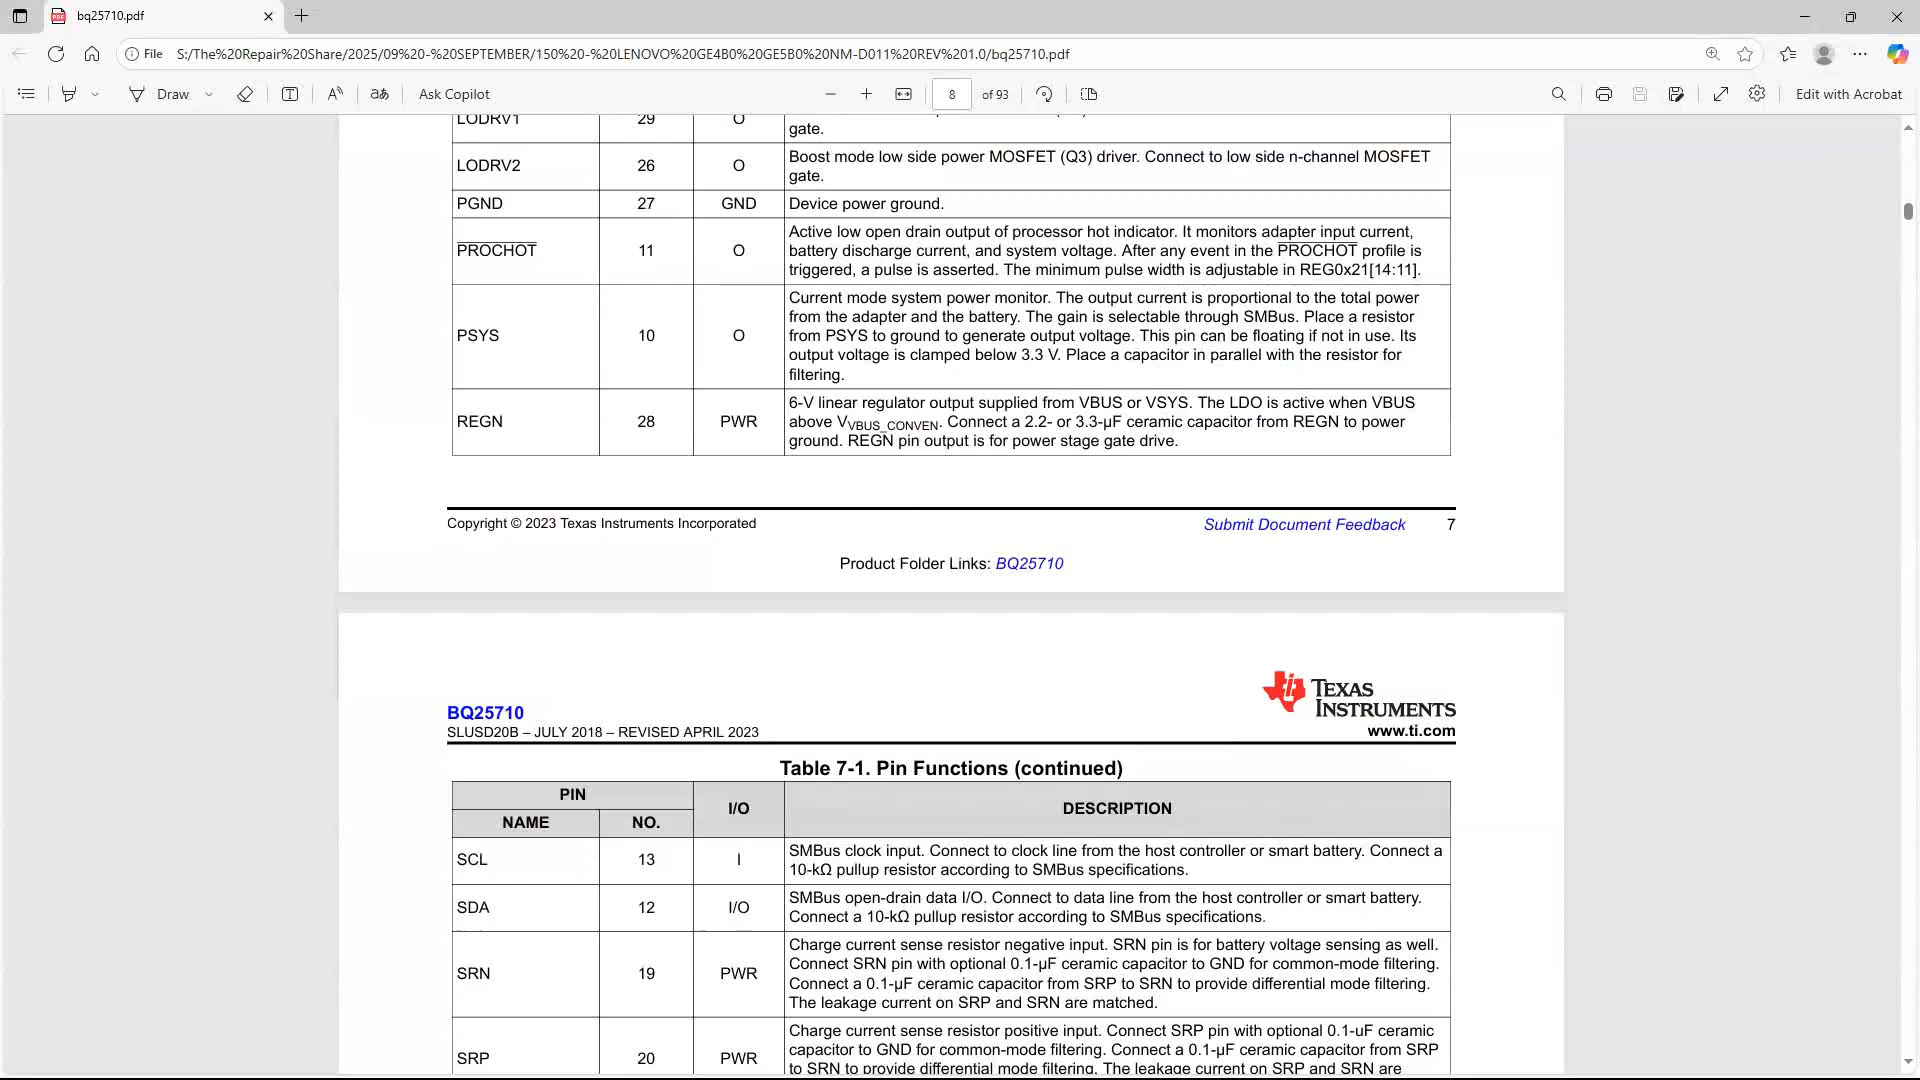 bq25710.pdf
File S:/The%20Repair%20Share/2025/09%20-%20SEPTEMBER/150%20-%20LENOVO%20GE4B0%20GE5B0%20NM-D011%20REV%201.0/bq25710.pdf
Draw
Ask Copilot
8 of 93
Edit with Acrobat
LODRV1 29 O
gate.
LODRV2 26 O Boost mode low side power MOSFET (Q3) driver. Connect to low side n-channel MOSFET
gate.
PGND 27 GND Device power ground.
PROCHOT 11 O Active low open drain output of processor hot indicator. It monitors adapter input current,
battery discharge current, and system voltage. After any event in the PROCHOT profile is
triggered, a pulse is asserted. The minimum pulse width is adjustable in REG0x21[14:11].
PSYS 10 O Current mode system power monitor. The output current is proportional to the total power
from the adapter and the battery. The gain is selectable through SMBus. Place a resistor
from PSYS to ground to generate output voltage. This pin can be floating if not in use. Its
output voltage is clamped below 3.3 V. Place a capacitor in parallel with the resistor for
filtering.
REGN 28 PWR 6-V linear regulator output supplied from VBUS or VSYS. The LDO is active when VBUS
above VVBUS_CONVEN. Connect a 2.2- or 3.3-μF ceramic capacitor from REGN to power
ground. REGN pin output is for power stage gate drive.
Copyright © 2023 Texas Instruments Incorporated Submit Document Feedback 7
Product Folder Links: BQ25710
TEXAS
INSTRUMENTS
BQ25710
SLUSD20B – JULY 2018 – REVISED APRIL 2023 www.ti.com
Table 7-1. Pin Functions (continued)
PIN I/O DESCRIPTION
NAME NO.
SCL 13 I SMBus clock input. Connect to clock line from the host controller or smart battery. Connect a
10-kΩ pullup resistor according to SMBus specifications.
SDA 12 I/O SMBus open-drain data I/O. Connect to data line from the host controller or smart battery.
Connect a 10-kΩ pullup resistor according to SMBus specifications.
SRN 19 PWR Charge current sense resistor negative input. SRN pin is for battery voltage sensing as well.
Connect SRN pin with optional 0.1-μF ceramic capacitor to GND for common-mode filtering.
Connect a 0.1-μF ceramic capacitor from SRP to SRN to provide differential mode filtering.
The leakage current on SRP and SRN are matched.
SRP 20 PWR Charge current sense resistor positive input. Connect SRP pin with optional 0.1-uF ceramic
capacitor to GND for common-mode filtering. Connect a 0.1-μF ceramic capacitor from SRP
to SRN to provide differential mode filtering. The leakage current on SRP and SRN are